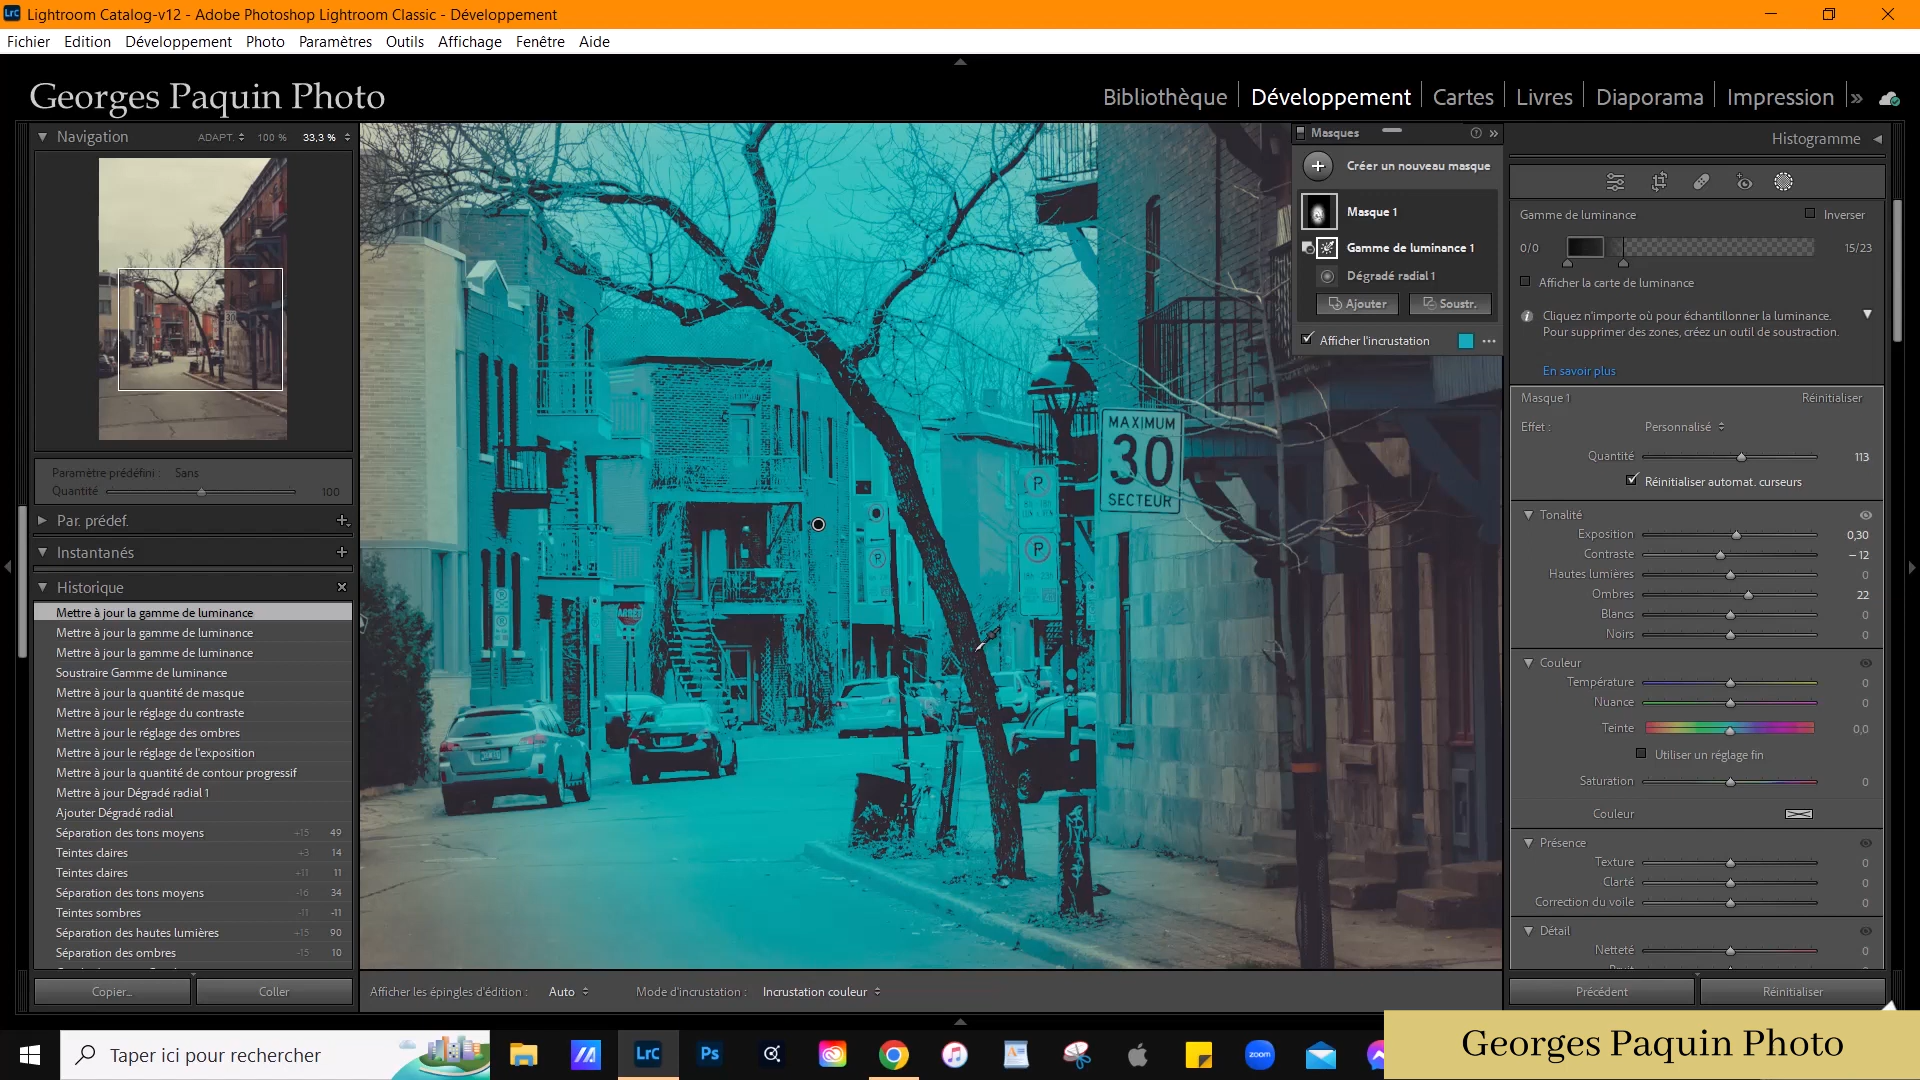 Lightroom Catalog-v12 - Adobe Photoshop Lightroom Classic - Développement
Fichier Edition Développement Photo Paramètres Outils Affichage Fenêtre Aide
Georges Paquin Photo
Bibliothèque Développement Cartes Livres Diaporama Impression
Navigation ADAPT. 100 % 33,3 %
Paramètre prédéfini : Sans
Quantité 100
Par. prédéf.
Instantanés
Historique
Mettre à jour la gamme de luminance
Mettre à jour la gamme de luminance
Mettre à jour la gamme de luminance
Soustraire Gamme de luminance
Mettre à jour la quantité de masque
Mettre à jour le réglage du contraste
Mettre à jour le réglage des ombres
Mettre à jour le réglage de l'exposition
Mettre à jour la quantité de contour progressif
Mettre à jour Dégradé radial 1
Ajouter Dégradé radial
Séparation des tons moyens +15 49
Teintes claires +3 14
Teintes claires +11 11
Séparation des tons moyens -16 34
Teintes sombres -11 -11
Séparation des hautes lumières +15 90
Séparation des ombres -15 10
Copier... Coller
MAXIMUM
30
SECTEUR
P
P
P
ARRÊT
Masques
Créer un nouveau masque
Masque 1
Gamme de luminance 1
Dégradé radial 1
Ajouter Soustr.
Afficher l'incrustation
Afficher les épingles d'édition : Auto Mode d'incrustation : Incrustation couleur
Histogramme
Gamme de luminance Inverser
0/0 15/23
Afficher la carte de luminance
Cliquez n'importe où pour échantillonner la luminance.
Pour supprimer des zones, créez un outil de soustraction.
En savoir plus
Masque 1 Réinitialiser
Effet : Personnalisé
Quantité 113
Réinitialiser automat. curseurs
Tonalité
Exposition 0,30
Contraste – 12
Hautes lumières 0
Ombres 22
Blancs 0
Noirs 0
Couleur
Température 0
Nuance 0
Teinte 0,0
Utiliser un réglage fin
Saturation 0
Couleur
Présence
Texture 0
Clarté 0
Correction du voile 0
Détail
Netteté 0
Précédent Réinitialiser
Taper ici pour rechercher
LrC
Ps
zoom
Georges Paquin Photo